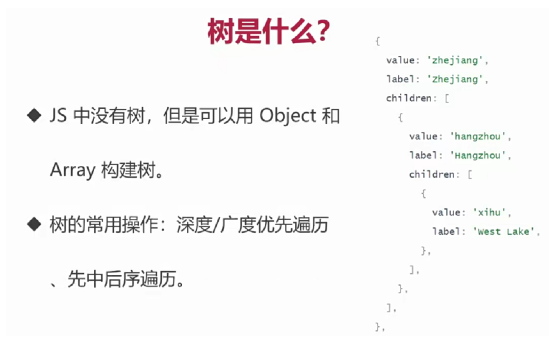 树是什么？
◆ JS 中没有树，但是可以用 Object 和
Array 构建树。
◆ 树的常用操作：深度/广度优先遍历
、先中后序遍历。
{
value: 'zhejiang',
label: 'Zhejiang',
children: [
{
value: 'hangzhou',
label: 'Hangzhou',
children: [
{
value: 'xihu',
label: 'West Lake',
},
],
},
],
},